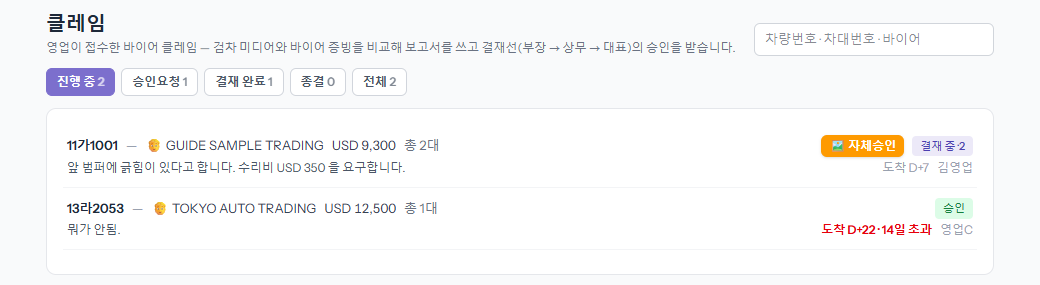 클레임
영업이 접수한 바이어 클레임 — 검차 미디어와 바이어 증빙을 비교해 보고서를 쓰고 결재선(부장 → 상무 → 대표)의 승인을 받습니다.
차량번호·차대번호·바이어
진행 중 2 승인요청 1 결재 완료 1 종결 0 전체 2
11가1001 — GUIDE SAMPLE TRADING USD 9,300 총 2대 자체승인 결재 중·2
앞 범퍼에 긁힘이 있다고 합니다. 수리비 USD 350 을 요구합니다. 도착 D+7 김영업
13라2053 — TOKYO AUTO TRADING USD 12,500 총 1대 승인
뭐가 안됨. 도착 D+22·14일 초과 영업C